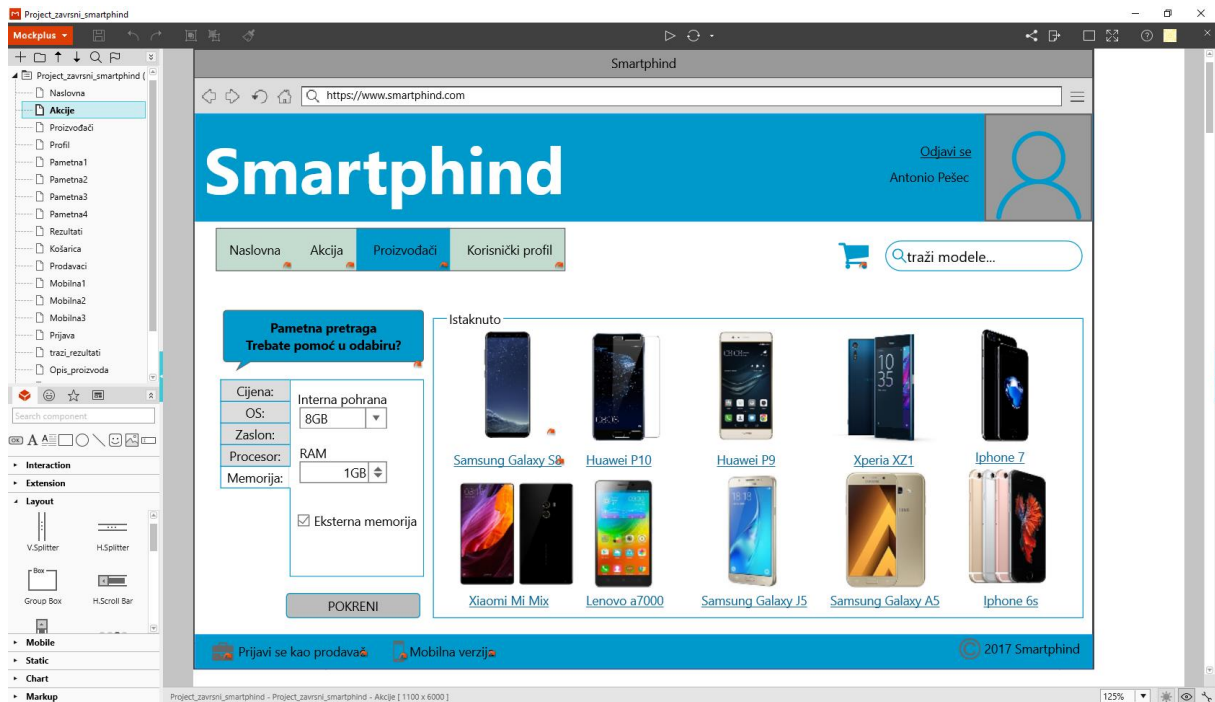 Project_zavrsni_smartphind
Mockplus
Project_zavrsni_smartphind (
Naslovna
Akcije
Proizvođači
Profil
Pametna1
Pametna2
Pametna3
Pametna4
Rezultati
Košarica
Prodavaci
Mobilna1
Mobilna2
Mobilna3
Prijava
trazi_rezultati
Opis_proizvoda
Search component
Interaction
Extension
Layout
V.Splitter H.Splitter
Box
Group Box H.Scroll Bar
Mobile
Static
Chart
Markup
Smartphind
https://www.smartphind.com
Smartphind
Odjavi se
Antonio Pešec
Naslovna Akcija Proizvođači Korisnički profil
traži modele...
Pametna pretraga
Trebate pomoć u odabiru?
Cijena:
OS:
Zaslon:
Procesor:
Memorija:
Interna pohrana
8GB
RAM
1GB
Eksterna memorija
POKRENI
Istaknuto
Samsung Galaxy S8 Huawei P10 Huawei P9 Xperia XZ1 Iphone 7
Xiaomi Mi Mix Lenovo a7000 Samsung Galaxy J5 Samsung Galaxy A5 Iphone 6s
Prijavi se kao prodavač Mobilna verzija © 2017 Smartphind
Project_zavrsni_smartphind - Project_zavrsni_smartphind - Akcije [ 1100 x 6000 ] 125%